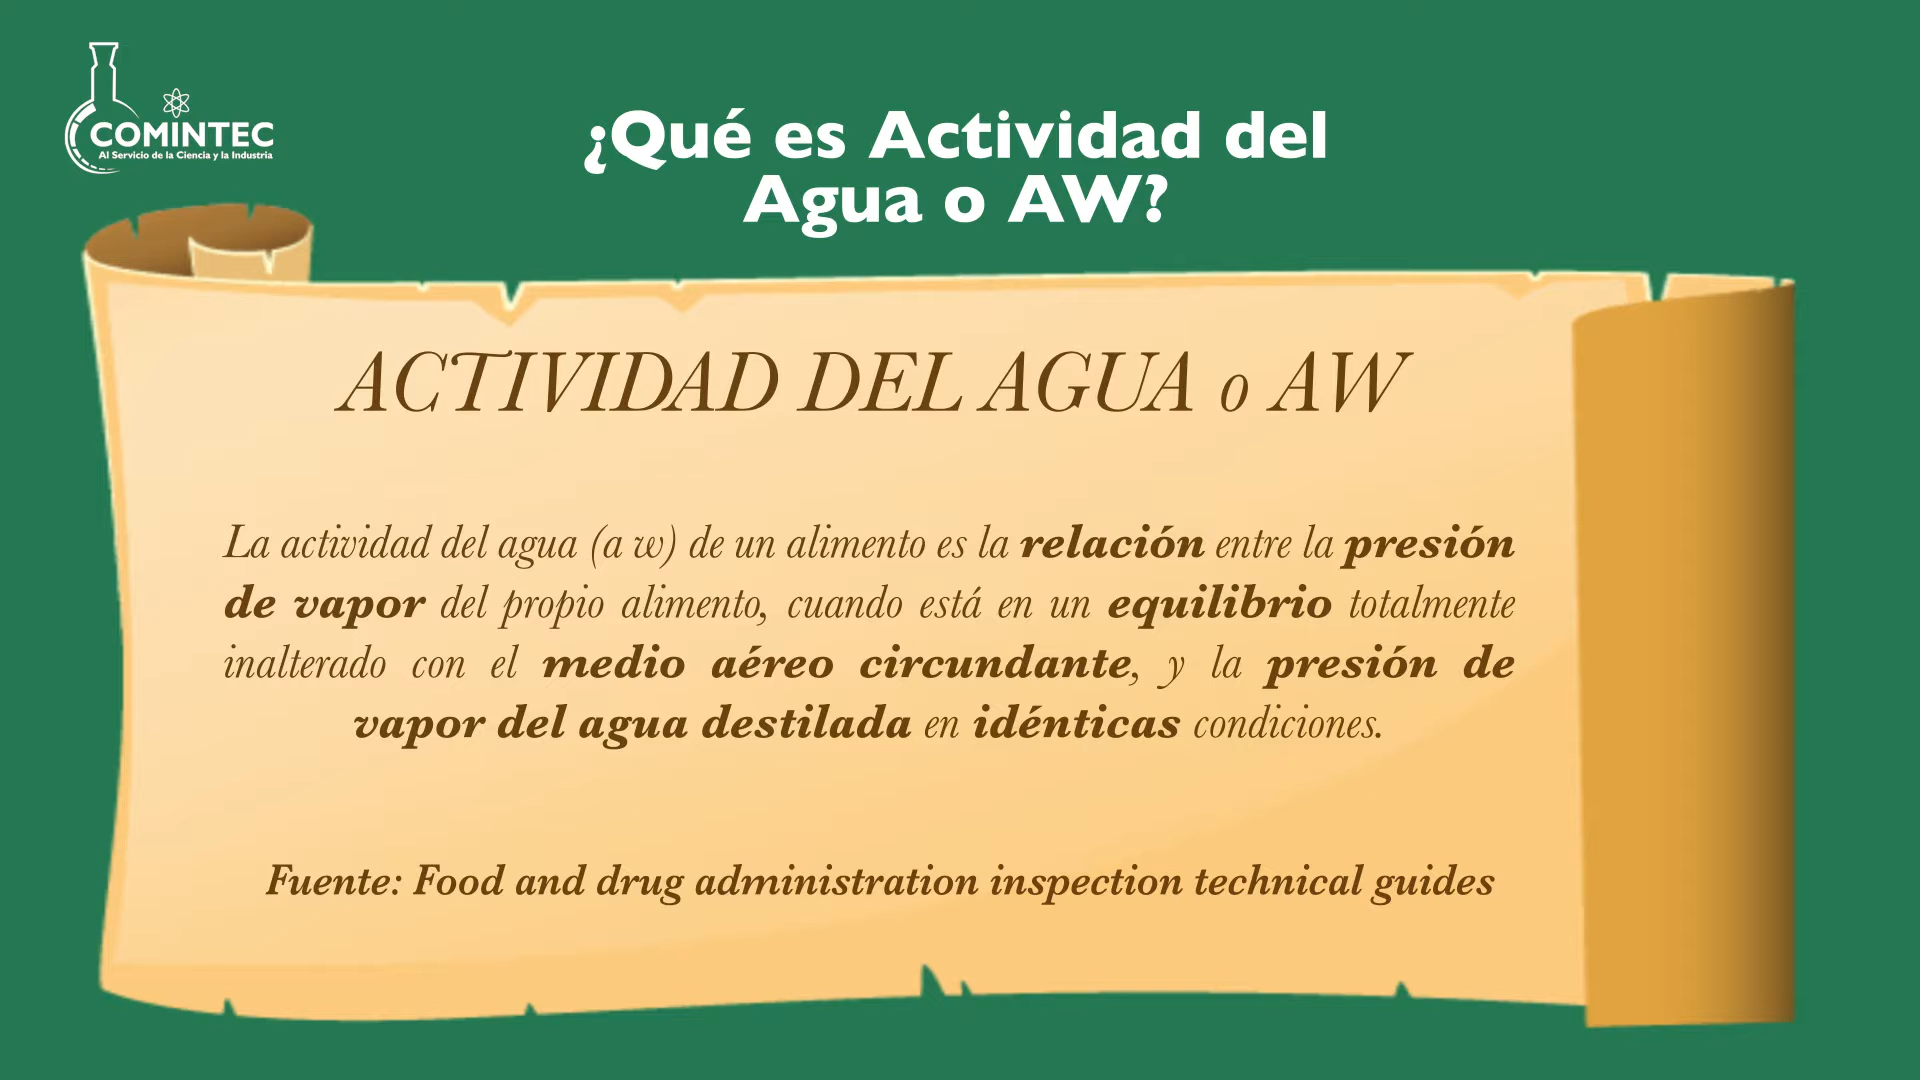 COMINTEC
Al Servicio de la Ciencia y la Industria
¿Qué es Actividad del
Agua o AW?
ACTIVIDAD DEL AGUA o AW
La actividad del agua (a w) de un alimento es la relación entre la presión
de vapor del propio alimento, cuando está en un equilibrio totalmente
inalterado con el medio aéreo circundante, y la presión de
vapor del agua destilada en idénticas condiciones.
Fuente: Food and drug administration inspection technical guides